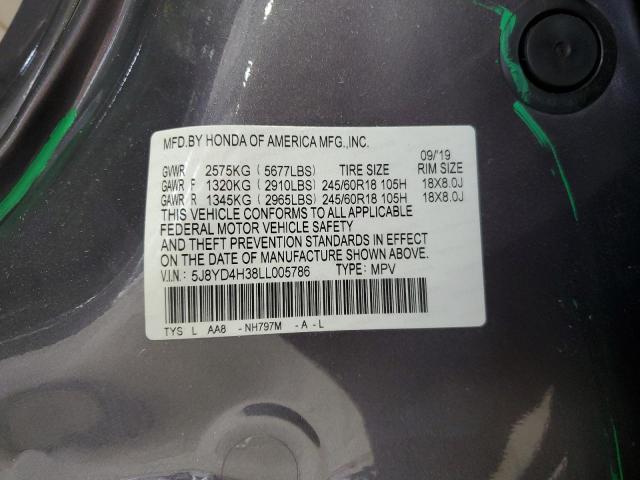 MFD.BY HONDA OF AMERICA MFG.,INC.
09/'19
GVWR 2575KG (5677LBS) TIRE SIZE RIM SIZE
GAWR F 1320KG (2910LBS) 245/60R18 105H 18X8.0J
GAWR R 1345KG (2965LBS) 245/60R18 105H 18X8.0J
THIS VEHICLE CONFORMS TO ALL APPLICABLE
FEDERAL MOTOR VEHICLE SAFETY
AND THEFT PREVENTION STANDARDS IN EFFECT
ON THE DATE OF MANUFACTURE SHOWN ABOVE.
V.I.N.: 5J8YD4H38LL005786 TYPE: MPV
TYS L AA8 -NH797M -A -L